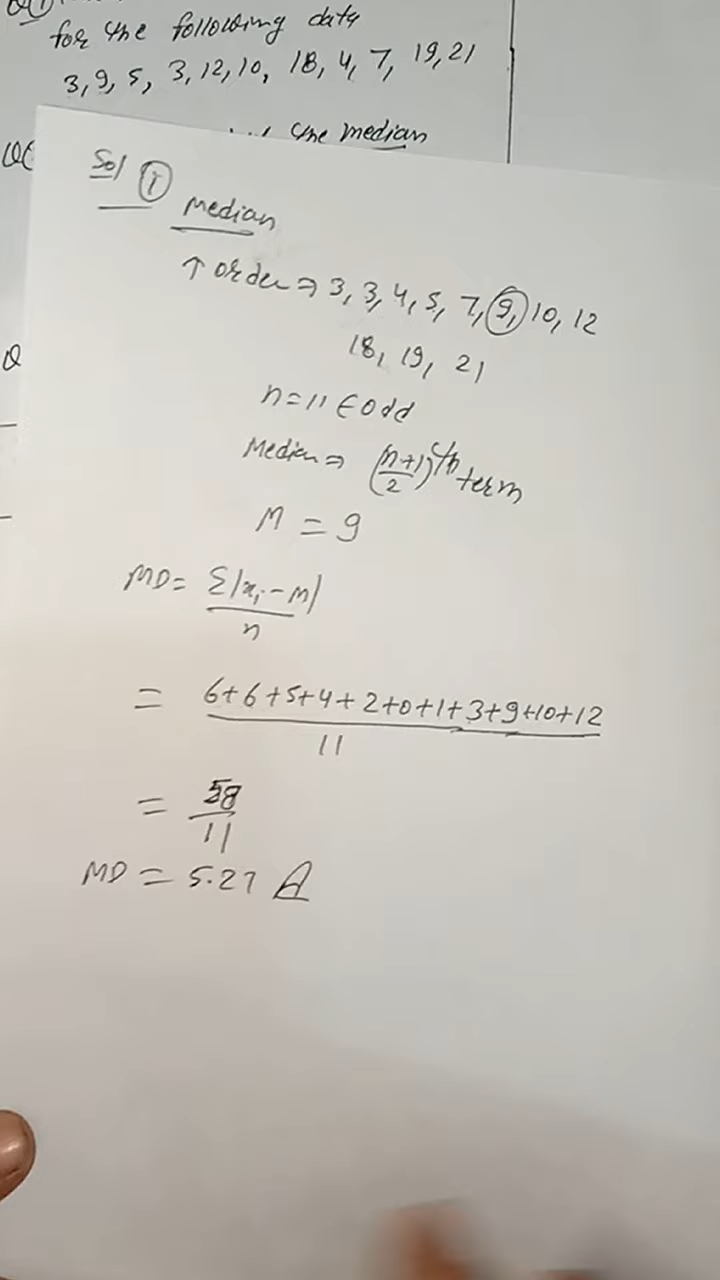 for the following data
3, 9, 5, 3, 12, 10, 18, 4, 7, 19, 21
the median
Sol ① Median
↑ order ⇒ 3, 3, 4, 5, 7, 9, 10, 12
18, 19, 21
n = 11 ∈ odd
Median ⇒ (n+1/2)th term
M = 9
MD = Σ|xi - M|/n
= 6+6+5+4+2+0+1+3+9+10+12/11
= 58/11
MD = 5.27 A